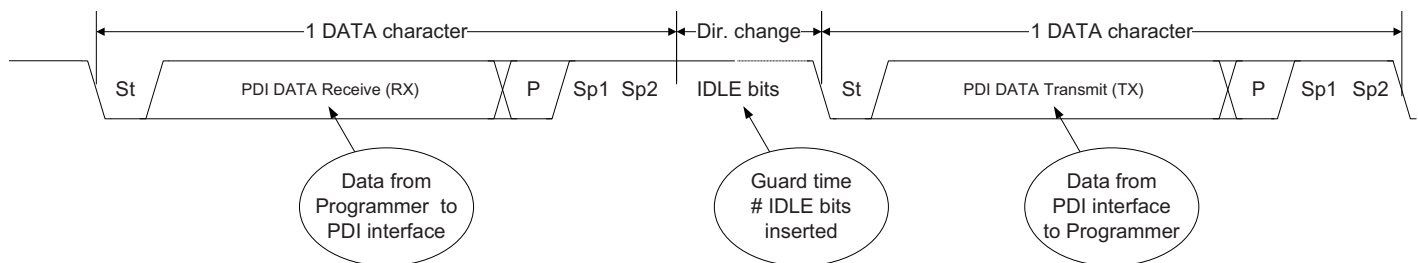 1 DATA character
Dir. change
1 DATA character
St
PDI DATA Receive (RX)
P
Sp1 Sp2
IDLE bits
St
PDI DATA Transmit (TX)
P
Sp1 Sp2
Data from
Programmer to
PDI interface
Guard time
# IDLE bits
inserted
Data from
PDI interface
to Programmer